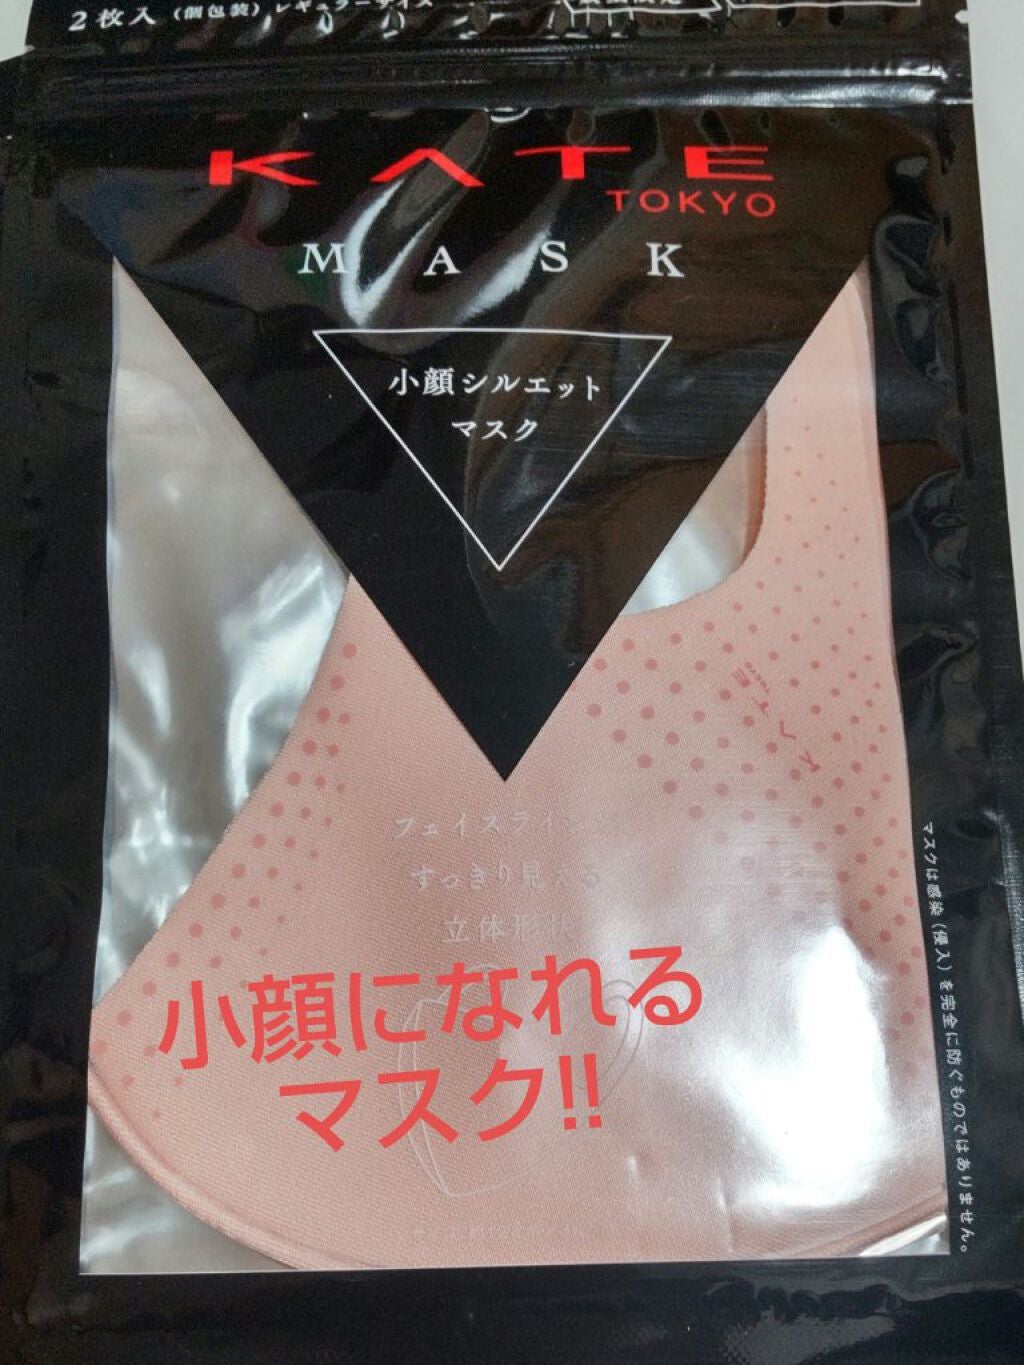 2枚入(個包装)レギュラーサイズ
KATE
TOKYO
MASK
小顔シルエット
マスク
KATE
TOKYO
フェイスライン
すっきり見える
立体形状
小顔になれる
マスク!!
マスクは感染(侵入)を完全に防ぐものではありません。